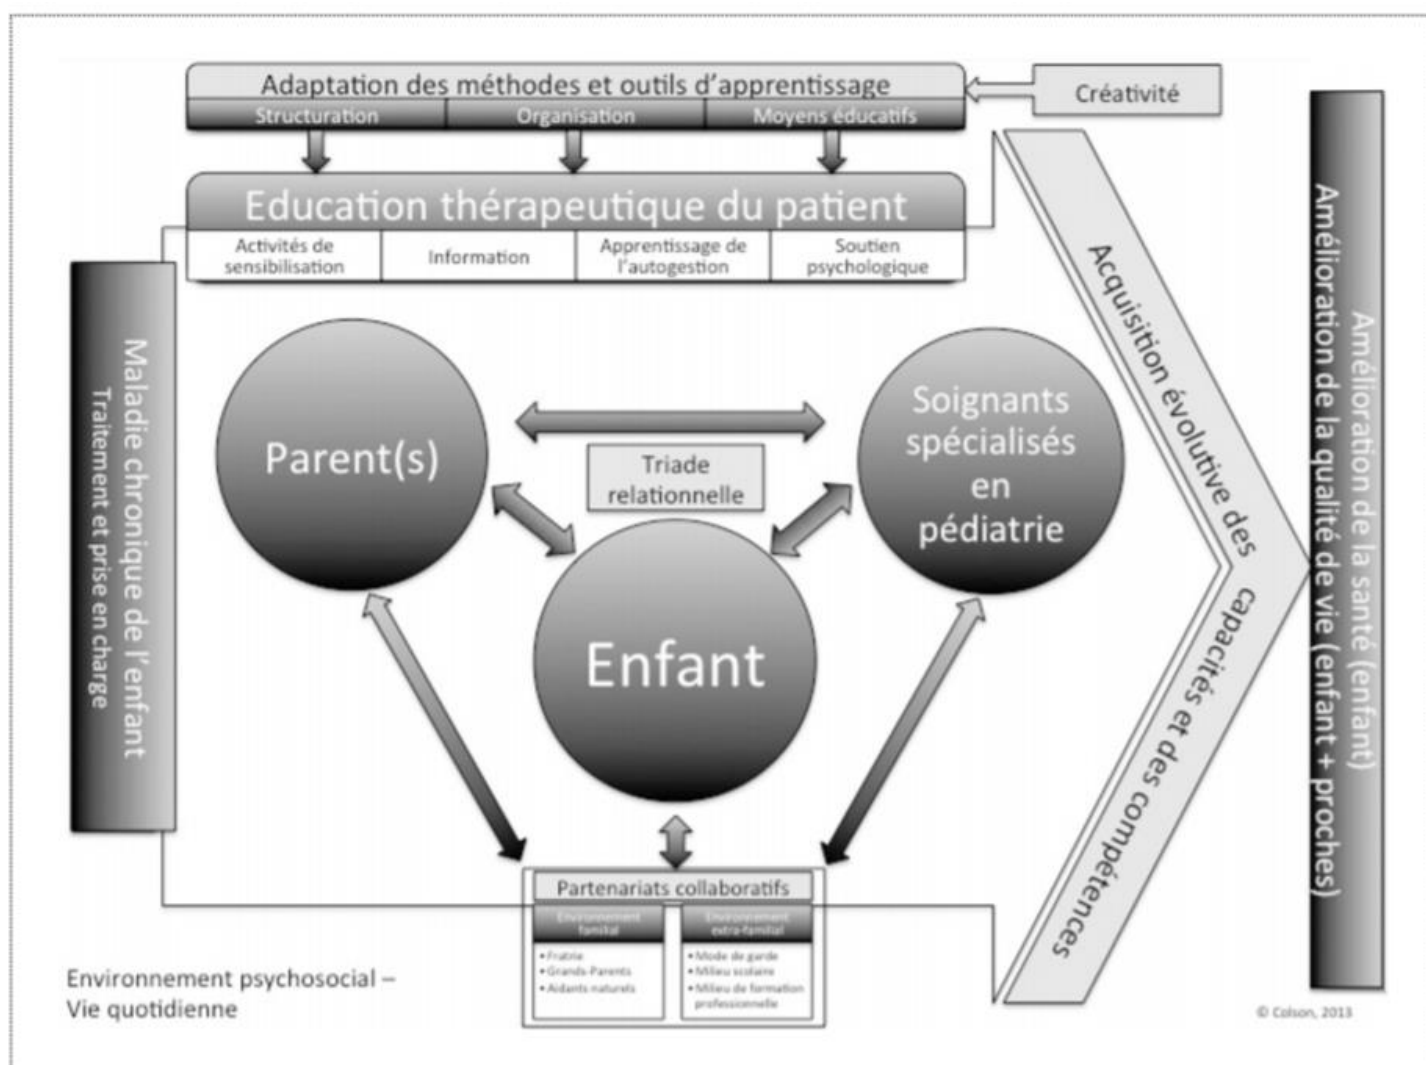 Adaptation des méthodes et outils d'apprentissage
Créativité
Structuration
Organisation
Moyens éducatifs
Education thérapeutique du patient
Activités de
sensibilisation
Information
Apprentissage de
l'autogestion
Soutien
psychologique
Maladie chronique de l'enfant
Traitement et prise en charge
Parent(s)
Triade
relationnelle
Soignants
spécialisés
en
pédiatrie
Enfant
Acquisition évolutive des capacités et des compétences
Amélioration de la santé (enfant)
Amélioration de la qualité de vie (enfant + proches)
Partenariats collaboratifs
Environnement
familial
• Fratrie
• Grands-Parents
• Aidants naturels
Environnement
extra-familial
• Mode de garde
• Milieu scolaire
• Milieu de formation
professionnelle
Environnement psychosocial –
Vie quotidienne
© Colson, 2013